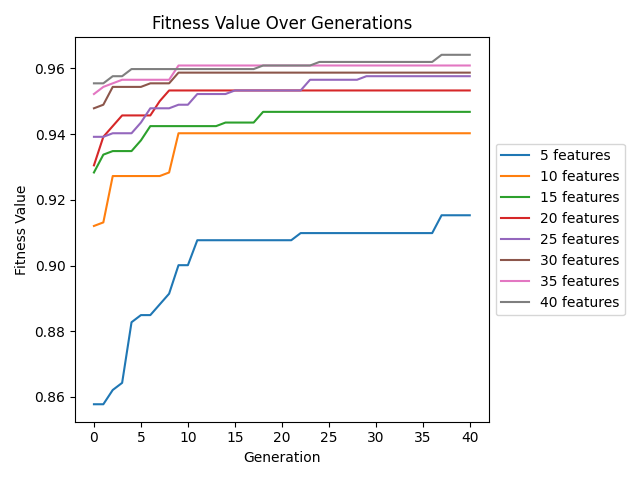 Fitness Value Over Generations
Fitness Value
0.96
0.94
0.92
0.90
0.88
0.86
0
5
10
15
20
25
30
35
40
Generation
5 features
10 features
15 features
20 features
25 features
30 features
35 features
40 features